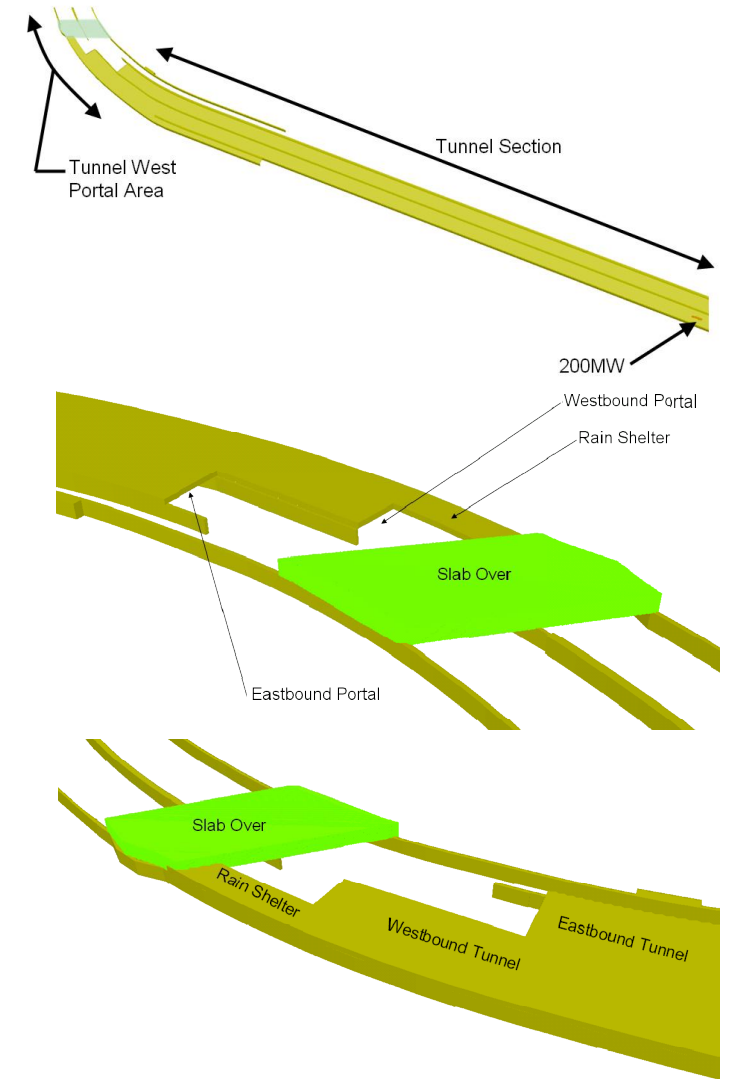 Tunnel Section
Tunnel West
Portal Area
200MW
Westbound Portal
Rain Shelter
Slab Over
Eastbound Portal
Slab Over
Rain Shelter
Westbound Tunnel
Eastbound Tunnel